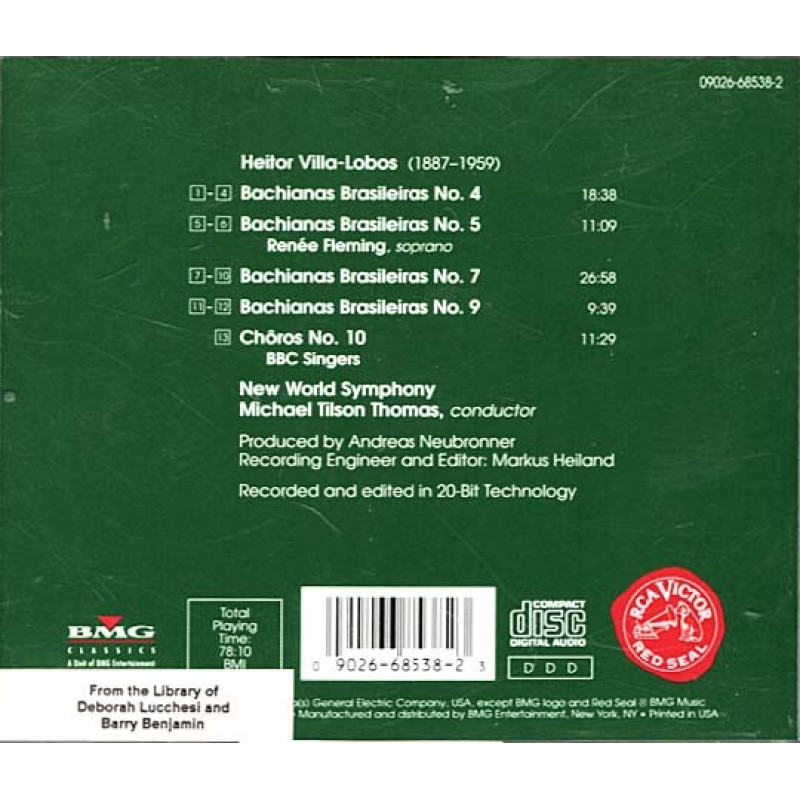 09026-68538-2
Heitor Villa-Lobos (1887–1959)
1-4 Bachianas Brasileiras No. 4 18:38
5-6 Bachianas Brasileiras No. 5 11:09
Renée Fleming, soprano
7-10 Bachianas Brasileiras No. 7 26:58
11-12 Bachianas Brasileiras No. 9 9:39
13 Chôros No. 10 11:29
BBC Singers
New World Symphony
Michael Tilson Thomas, conductor
Produced by Andreas Neubronner
Recording Engineer and Editor: Markus Heiland
Recorded and edited in 20-Bit Technology
BMG
CLASSICS
A Unit of BMG Entertainment
Total
Playing
Time:
78:10
BMI
0 9026-68538-2 3
COMPACT
disc
DIGITAL AUDIO
D D D
RCA VICTOR
RED SEAL
From the Library of
Deborah Lucchesi and
Barry Benjamin
(s) General Electric Company, USA, except BMG logo and Red Seal ® BMG Music
Manufactured and distributed by BMG Entertainment, New York, NY • Printed in USA